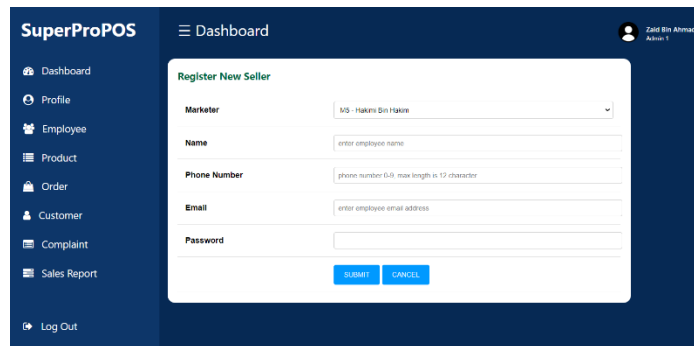 SuperProPOS
☰ Dashboard
Zaid Bin Ahmad
Admin 1
Dashboard
Profile
Employee
Product
Order
Customer
Complaint
Sales Report
Log Out
Register New Seller
Marketer
M5 - Hakimi Bin Hakim
Name
enter employee name
Phone Number
phone number 0-9, max length is 12 character
Email
enter employee email address
Password
SUBMIT CANCEL